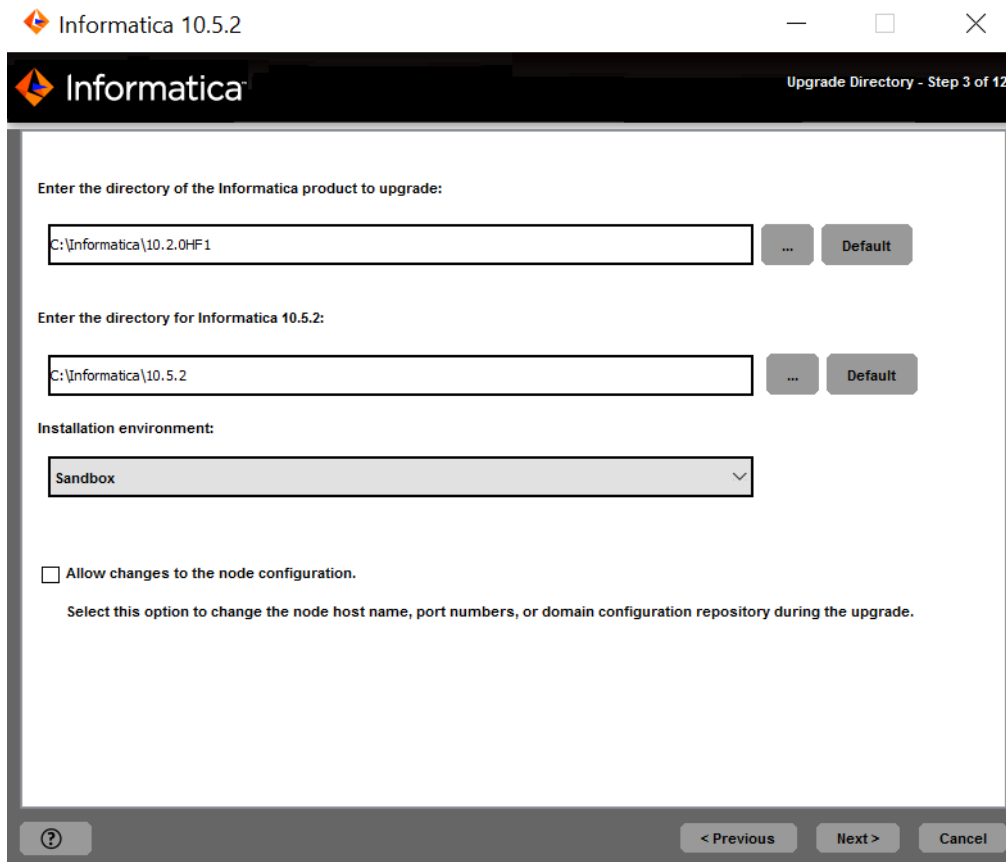 Informatica 10.5.2
Informatica
Upgrade Directory - Step 3 of 12
Enter the directory of the Informatica product to upgrade:
C:\Informatica\10.2.0HF1
...
Default
Enter the directory for Informatica 10.5.2:
C:\Informatica\10.5.2
...
Default
Installation environment:
Sandbox
Allow changes to the node configuration.
Select this option to change the node host name, port numbers, or domain configuration repository during the upgrade.
?
< Previous
Next >
Cancel